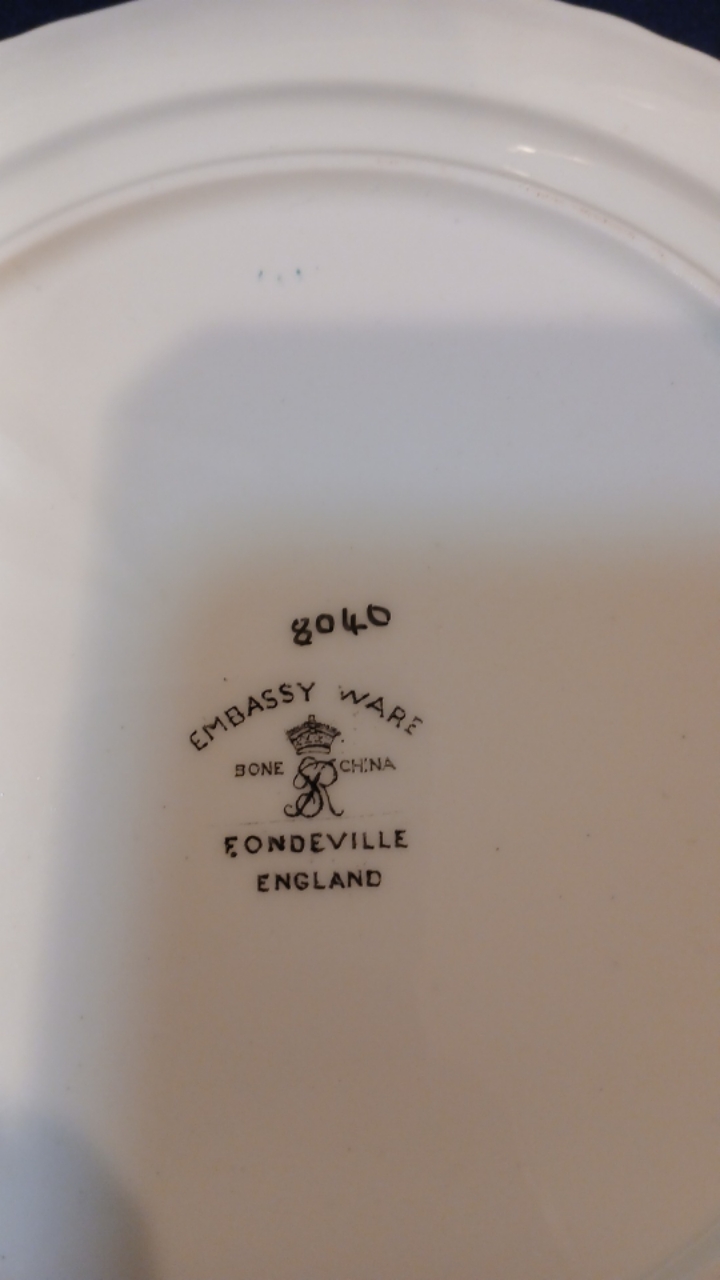 8040
EMBASSY WARE
BONE CHINA
FONDEVILLE
ENGLAND